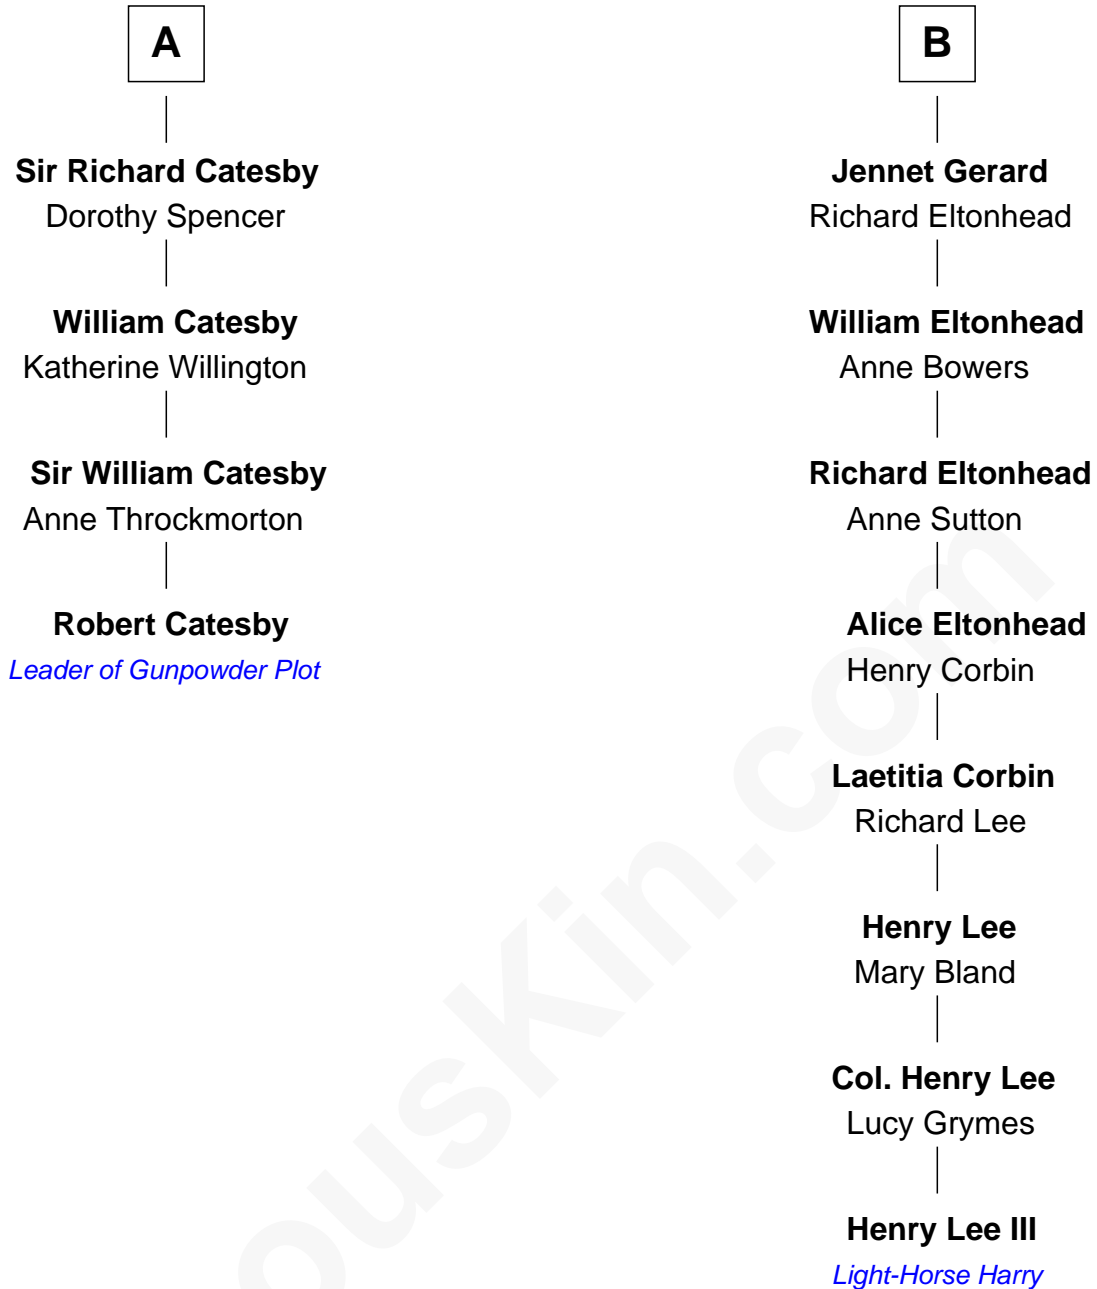 A
Sir Richard Catesby
Dorothy Spencer
William Catesby
Katherine Willington
Sir William Catesby
Anne Throckmorton
Robert Catesby
Leader of Gunpowder Plot
B
Jennet Gerard
Richard Eltonhead
William Eltonhead
Anne Bowers
Richard Eltonhead
Anne Sutton
Alice Eltonhead
Henry Corbin
Laetitia Corbin
Richard Lee
Henry Lee
Mary Bland
Col. Henry Lee
Lucy Grymes
Henry Lee III
Light-Horse Harry
ousKin.com